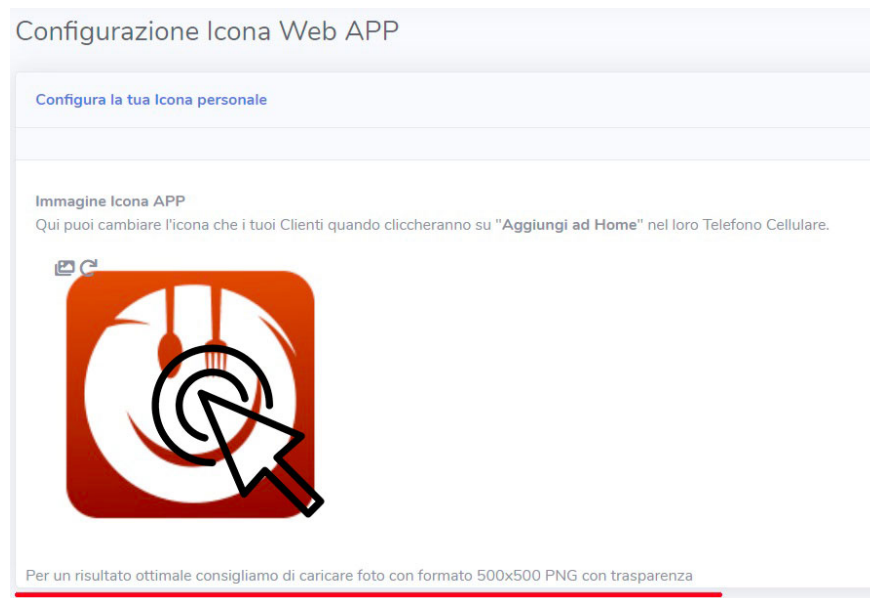 Configurazione Icona Web APP
Configura la tua Icona personale
Immagine Icona APP
Qui puoi cambiare l'icona che i tuoi Clienti quando cliccheranno su "Aggiungi ad Home" nel loro Telefono Cellulare.
Per un risultato ottimale consigliamo di caricare foto con formato 500x500 PNG con trasparenza